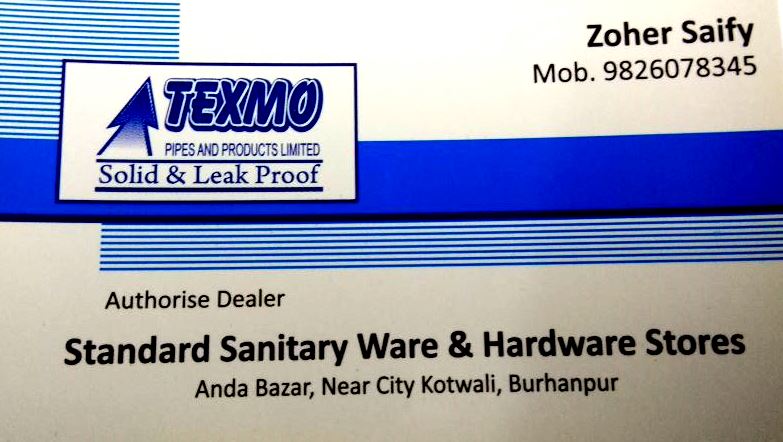 Zoher Saify
Mob. 9826078345
TEXMO
PIPES AND PRODUCTS LIMITED
Solid & Leak Proof
Authorise Dealer
Standard Sanitary Ware & Hardware Stores
Anda Bazar, Near City Kotwali, Burhanpur